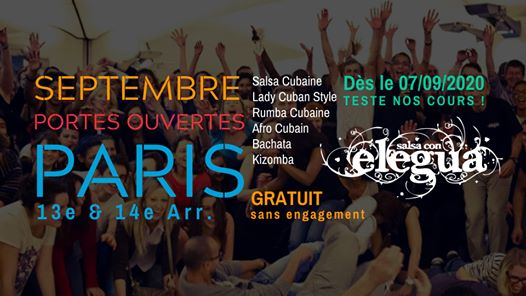 SEPTEMBRE
PORTES OUVERTES
PARIS
13e & 14e Arr.
Salsa Cubaine
Lady Cuban Style
Rumba Cubaine
Afro Cubain
Bachata
Kizomba
GRATUIT
sans engagement
Dès le 07/09/2020
TESTE NOS COURS !
salsa con
elegua